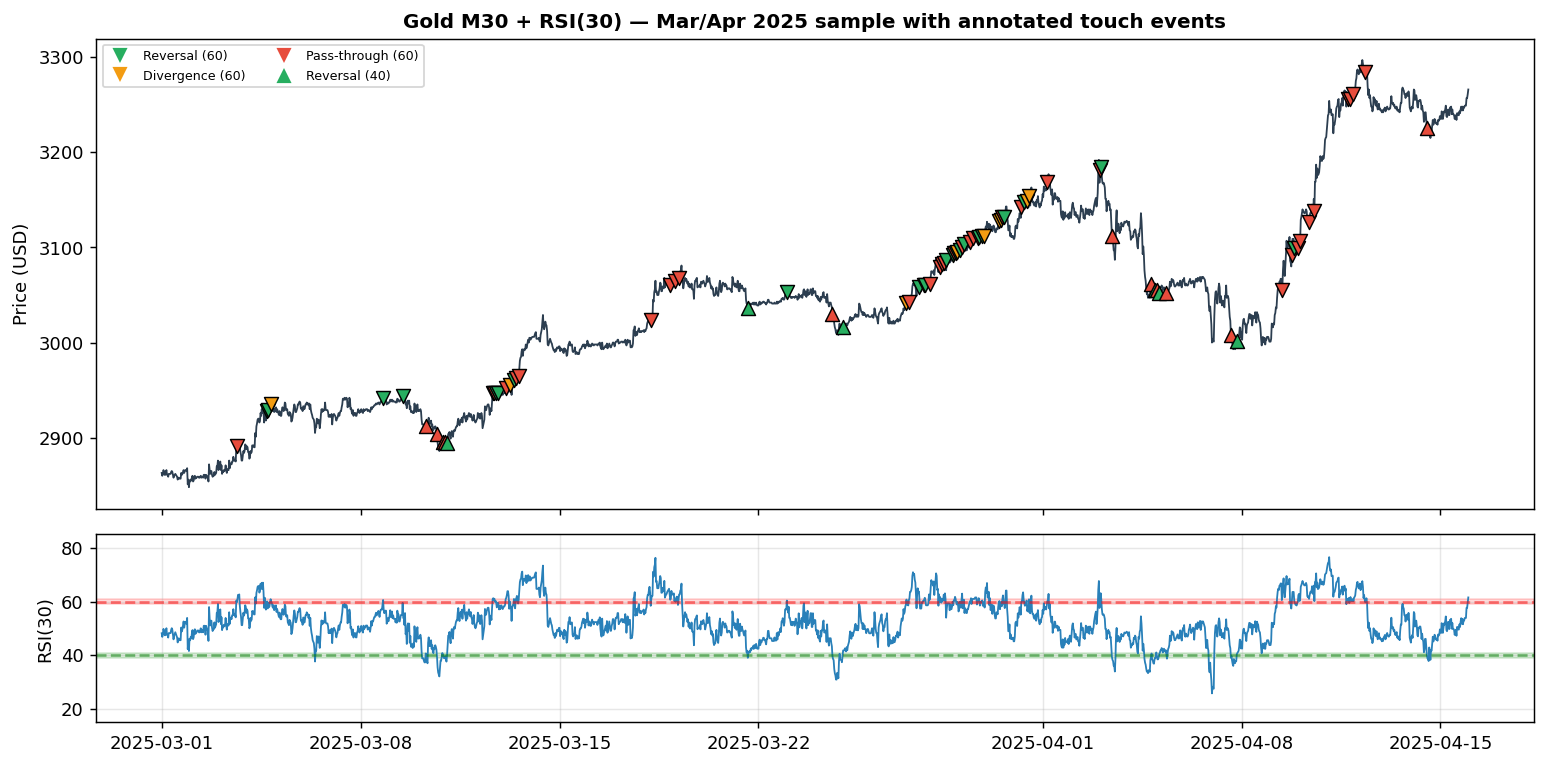 Gold M30 + RSI(30) — Mar/Apr 2025 sample with annotated touch events
Reversal (60)
Divergence (60)
Pass-through (60)
Reversal (40)
Price (USD)
3300
3200
3100
3000
2900
RSI(30)
80
60
40
20
2025-03-01
2025-03-08
2025-03-15
2025-03-22
2025-04-01
2025-04-08
2025-04-15